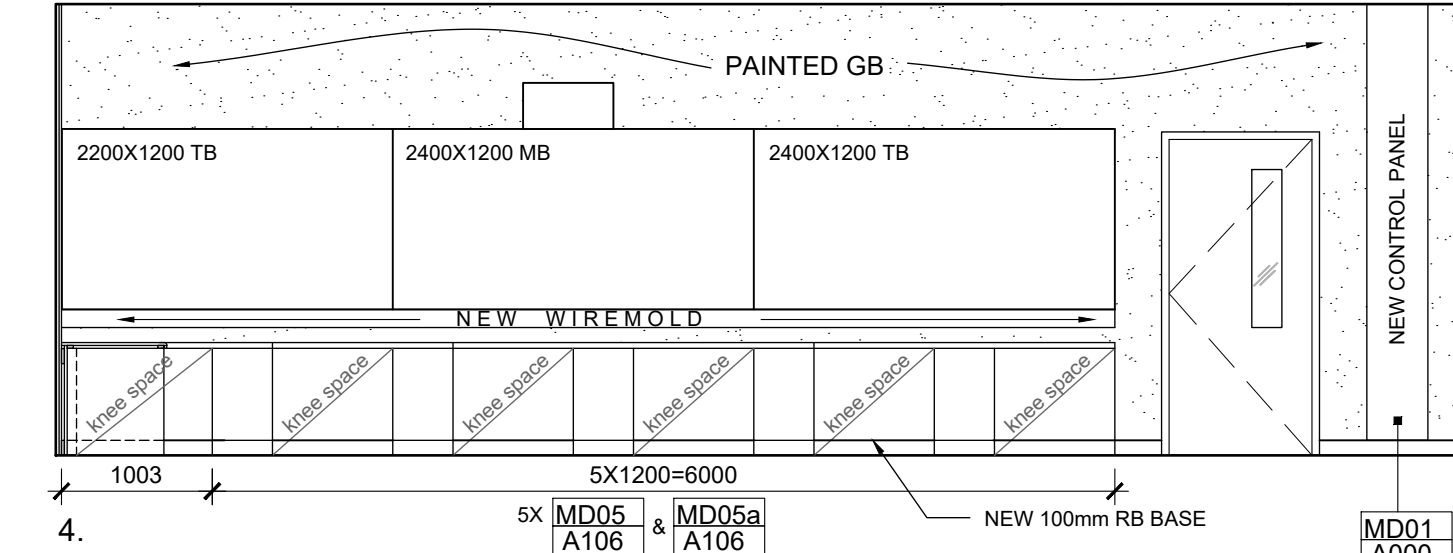 PAINTED GB
2200X1200 TB
2400X1200 MB
2400X1200 TB
NEW CONTROL PANEL
NEW WIREMOLD
knee space
knee space
knee space
knee space
knee space
knee space
1003
5X1200=6000
5X MD05 & MD05a
A106 A106
NEW 100mm RB BASE
4.
MD01
A000